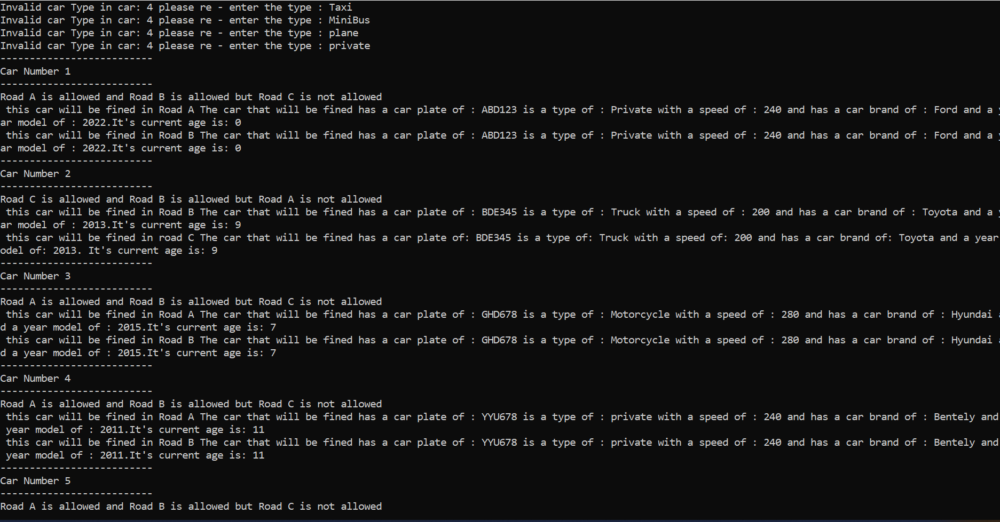 Invalid car Type in car: 4 please re - enter the type : Taxi
Invalid car Type in car: 4 please re - enter the type : MiniBus
Invalid car Type in car: 4 please re - enter the type : plane
Invalid car Type in car: 4 please re - enter the type : private
--------------------------
Car Number 1
--------------------------
Road A is allowed and Road B is allowed but Road C is not allowed
 this car will be fined in Road A The car that will be fined has a car plate of : ABD123 is a type of : Private with a speed of : 240 and has a car brand of : Ford and a
ar model of : 2022.It's current age is: 0
 this car will be fined in Road B The car that will be fined has a car plate of : ABD123 is a type of : Private with a speed of : 240 and has a car brand of : Ford and a
ar model of : 2022.It's current age is: 0
--------------------------
Car Number 2
--------------------------
Road C is allowed and Road B is allowed but Road A is not allowed
 this car will be fined in Road B The car that will be fined has a car plate of : BDE345 is a type of : Truck with a speed of : 200 and has a car brand of : Toyota and a
ar model of : 2013.It's current age is: 9
 this car will be fined in road C The car that will be fined has a car plate of: BDE345 is a type of: Truck with a speed of: 200 and has a car brand of: Toyota and a year
odel of: 2013. It's current age is: 9
--------------------------
Car Number 3
--------------------------
Road A is allowed and Road B is allowed but Road C is not allowed
 this car will be fined in Road A The car that will be fined has a car plate of : GHD678 is a type of : Motorcycle with a speed of : 280 and has a car brand of : Hyundai
d a year model of : 2015.It's current age is: 7
 this car will be fined in Road B The car that will be fined has a car plate of : GHD678 is a type of : Motorcycle with a speed of : 280 and has a car brand of : Hyundai
d a year model of : 2015.It's current age is: 7
--------------------------
Car Number 4
--------------------------
Road A is allowed and Road B is allowed but Road C is not allowed
 this car will be fined in Road A The car that will be fined has a car plate of : YYU678 is a type of : private with a speed of : 240 and has a car brand of : Bentely and
 year model of : 2011.It's current age is: 11
 this car will be fined in Road B The car that will be fined has a car plate of : YYU678 is a type of : private with a speed of : 240 and has a car brand of : Bentely and
 year model of : 2011.It's current age is: 11
--------------------------
Car Number 5
--------------------------
Road A is allowed and Road B is allowed but Road C is not allowed